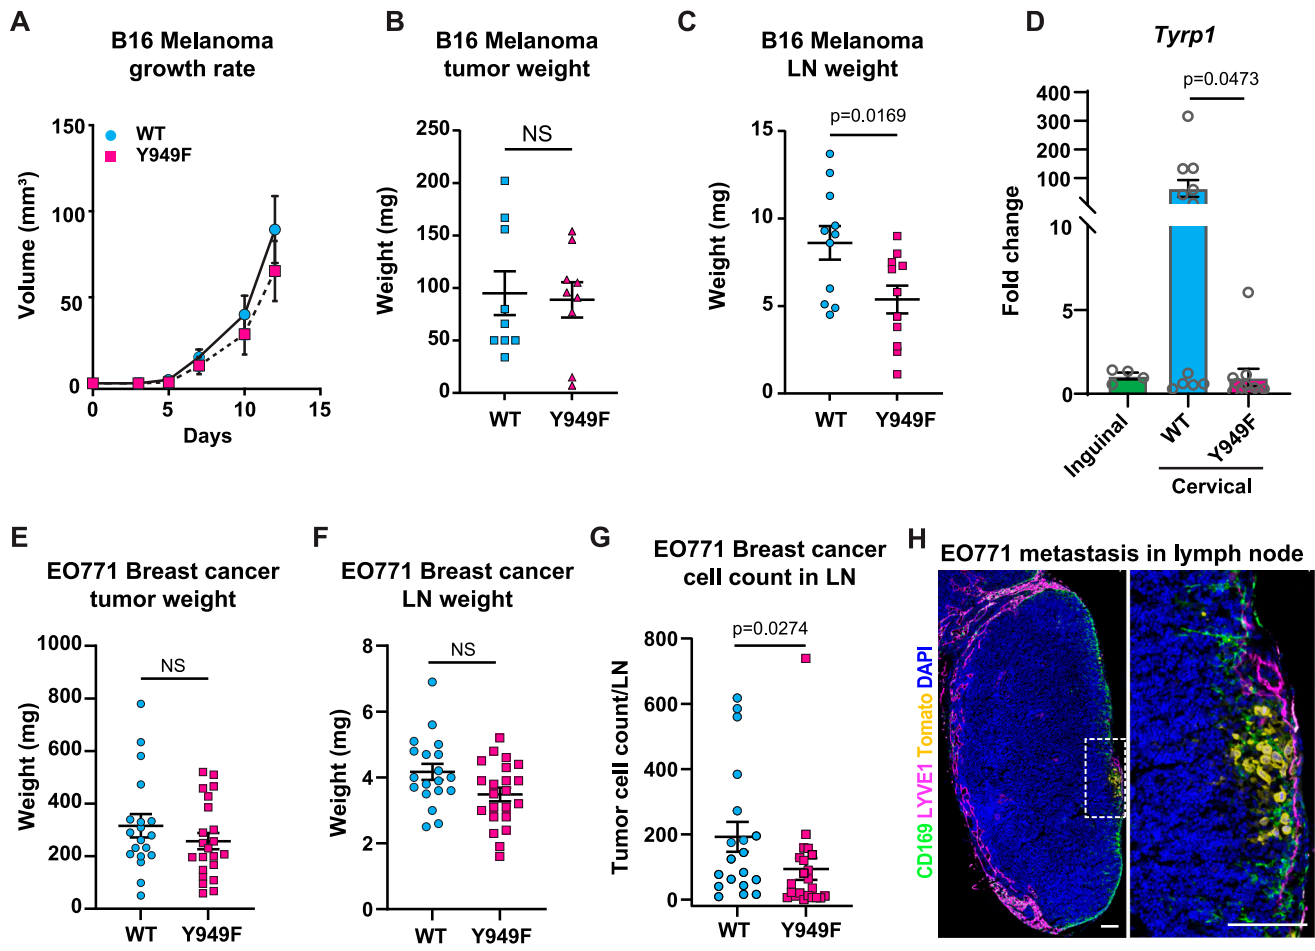 A
B16 Melanoma
growth rate
150
100
50
0
Volume (mm³)
WT
Y949F
0
5
10
15
Days
B
B16 Melanoma
tumor weight
NS
250
200
150
100
50
0
Weight (mg)
WT
Y949F
C
B16 Melanoma
LN weight
p=0.0169
15
10
5
0
Weight (mg)
WT
Y949F
D
Tyrp1
p=0.0473
400
300
200
100
10
5
0
Fold change
Inguinal
WT
Y949F
Cervical
E
EO771 Breast cancer
tumor weight
NS
1000
800
600
400
200
0
Weight (mg)
WT
Y949F
F
EO771 Breast cancer
LN weight
NS
8
6
4
2
0
Weight (mg)
WT
Y949F
G
EO771 Breast cancer
cell count in LN
p=0.0274
800
600
400
200
0
Tumor cell count/LN
WT
Y949F
H
EO771 metastasis in lymph node
CD169 LYVE1 Tomato DAPI